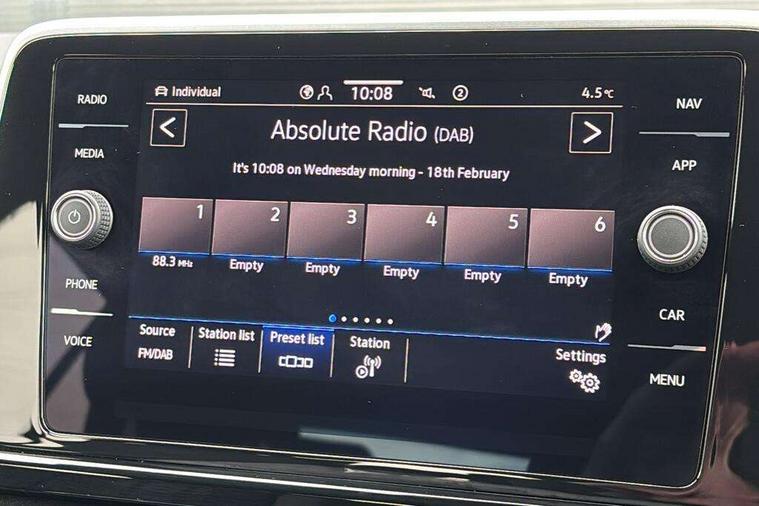 RADIO
MEDIA
PHONE
VOICE
Individual
10:08
2
4.5°C
NAV
APP
CAR
MENU
Absolute Radio (DAB)
It's 10:08 on Wednesday morning - 18th February
1 2 3 4 5 6
88.3 MHz Empty Empty Empty Empty Empty
Source Station list Preset list Station Settings
FM/DAB